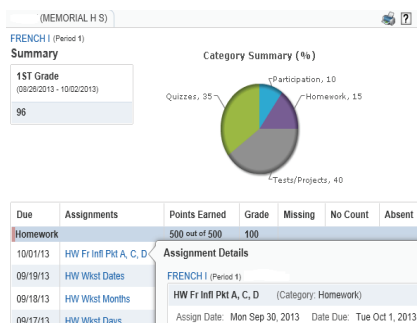 (MEMORIAL H S)
FRENCH I (Period 1)
Summary
1ST Grade
(08/26/2013 - 10/02/2013)
96
Category Summary (%)
Participation, 10
Quizzes, 35
Homework, 15
Tests/Projects, 40
Due Assignments Points Earned Grade Missing No Count Absent
Homework 500 out of 500 100
10/01/13 HW Fr Infl Pkt A, C, D
Assignment Details
09/19/13 HW Wkst Dates
FRENCH I (Period 1)
09/18/13 HW Wkst Months
HW Fr Infl Pkt A, C, D (Category: Homework)
09/17/13 HW Wkst Days
Assign Date: Mon Sep 30, 2013 Date Due: Tue Oct 1, 2013